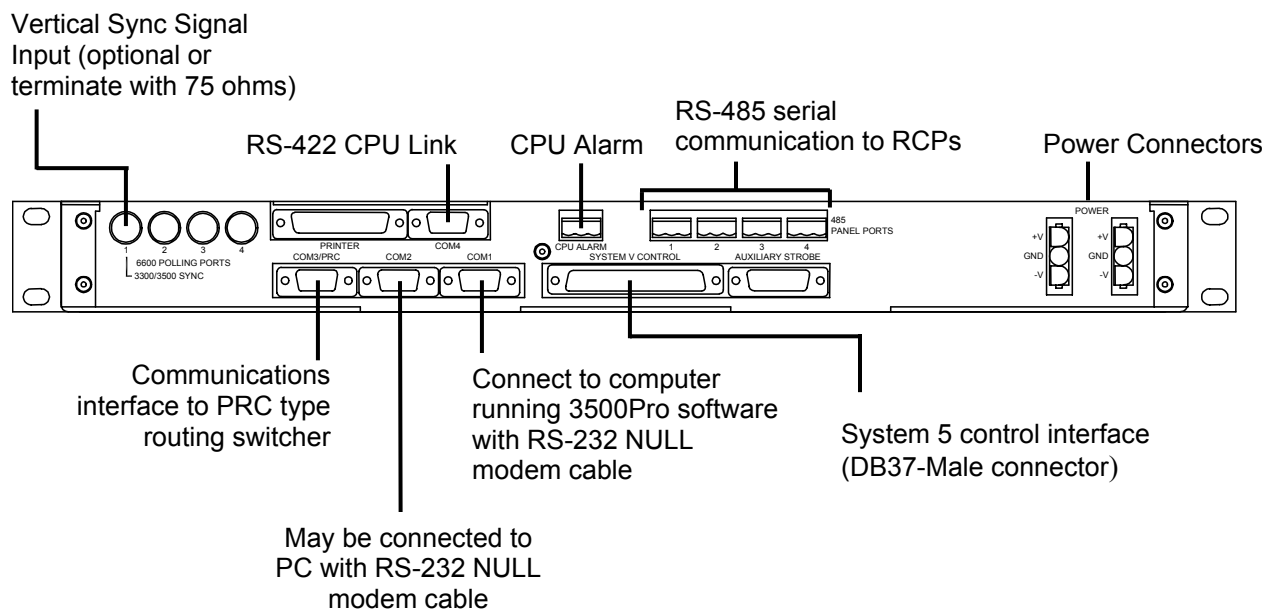 Vertical Sync Signal
Input (optional or
terminate with 75 ohms)
RS-422 CPU Link
CPU Alarm
RS-485 serial
communication to RCPs
Power Connectors
1
2
3
4
6600 POLLING PORTS
3300/3500 SYNC
PRINTER
COM4
COM3/PRC
COM2
COM1
CPU ALARM
SYSTEM V CONTROL
1
2
3
4
485
PANEL PORTS
AUXILIARY STROBE
POWER
+V
GND
-V
+V
GND
-V
Communications
interface to PRC type
routing switcher
Connect to computer
running 3500Pro software
with RS-232 NULL
modem cable
System 5 control interface
(DB37-Male connector)
May be connected to
PC with RS-232 NULL
modem cable